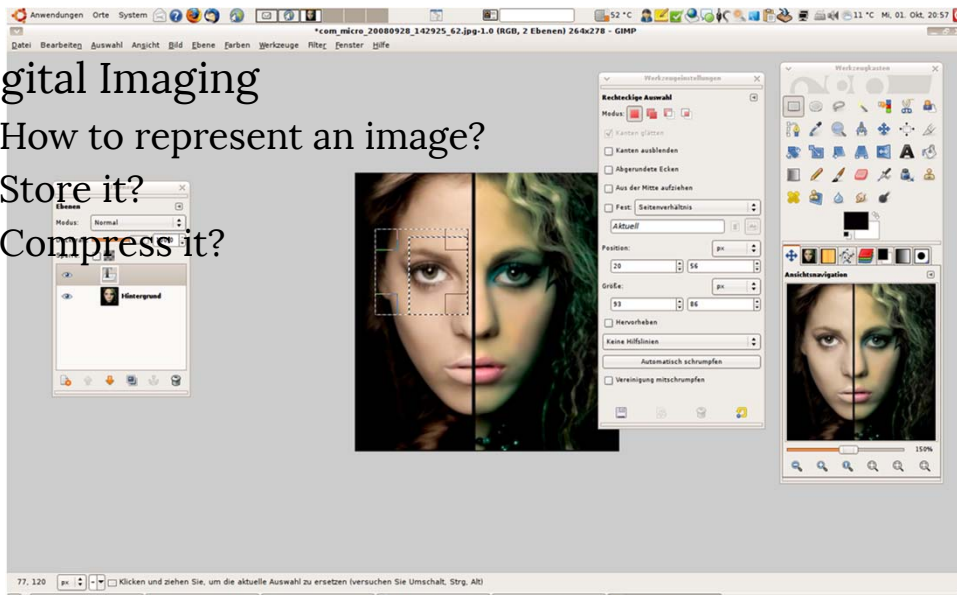 Anwendungen Orte System
52 °C
11 °C Mi, 01. Okt, 20:57
*com_micro_20080928_142925_62.jpg-1.0 (RGB, 2 Ebenen) 264x278 - GIMP
Datei Bearbeiten Auswahl Ansicht Bild Ebene Farben Werkzeuge Filter Fenster Hilfe
gital Imaging
How to represent an image?
Store it?
Compress it?
Ebenen
Modus: Normal
Hintergrund
Werkzeugeinstellungen
Rechteckige Auswahl
Modus:
Kanten glätten
Kanten ausblenden
Abgerundete Ecken
Aus der Mitte aufziehen
Fest: Seitenverhältnis
Aktuell
Position: px
20 56
Größe: px
93 86
Hervorheben
Keine Hilfslinien
Automatisch schrumpfen
Vereinigung mitschrumpfen
Werkzeugkasten
Ansichtsnavigation
150%
77, 120 px Klicken und ziehen Sie, um die aktuelle Auswahl zu ersetzen (versuchen Sie Umschalt, Strg, Alt)